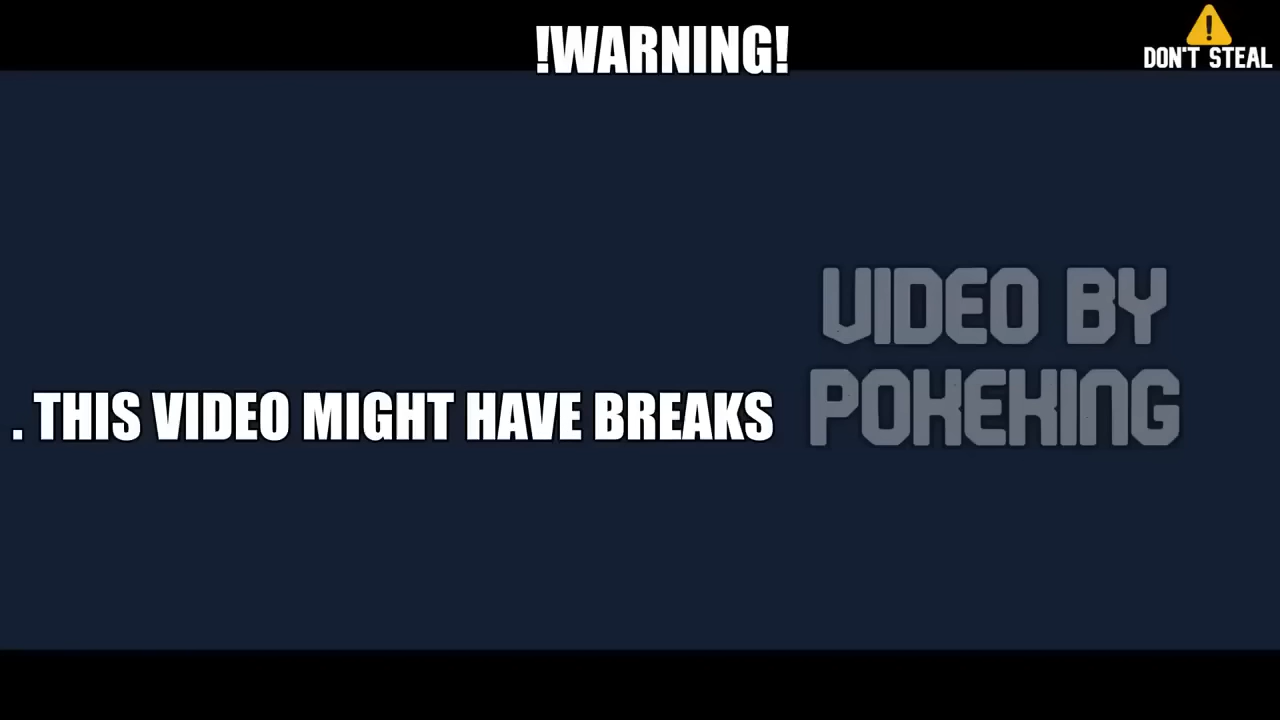 !WARNING!
DON'T STEAL
VIDEO BY
POKEKING
. THIS VIDEO MIGHT HAVE BREAKS